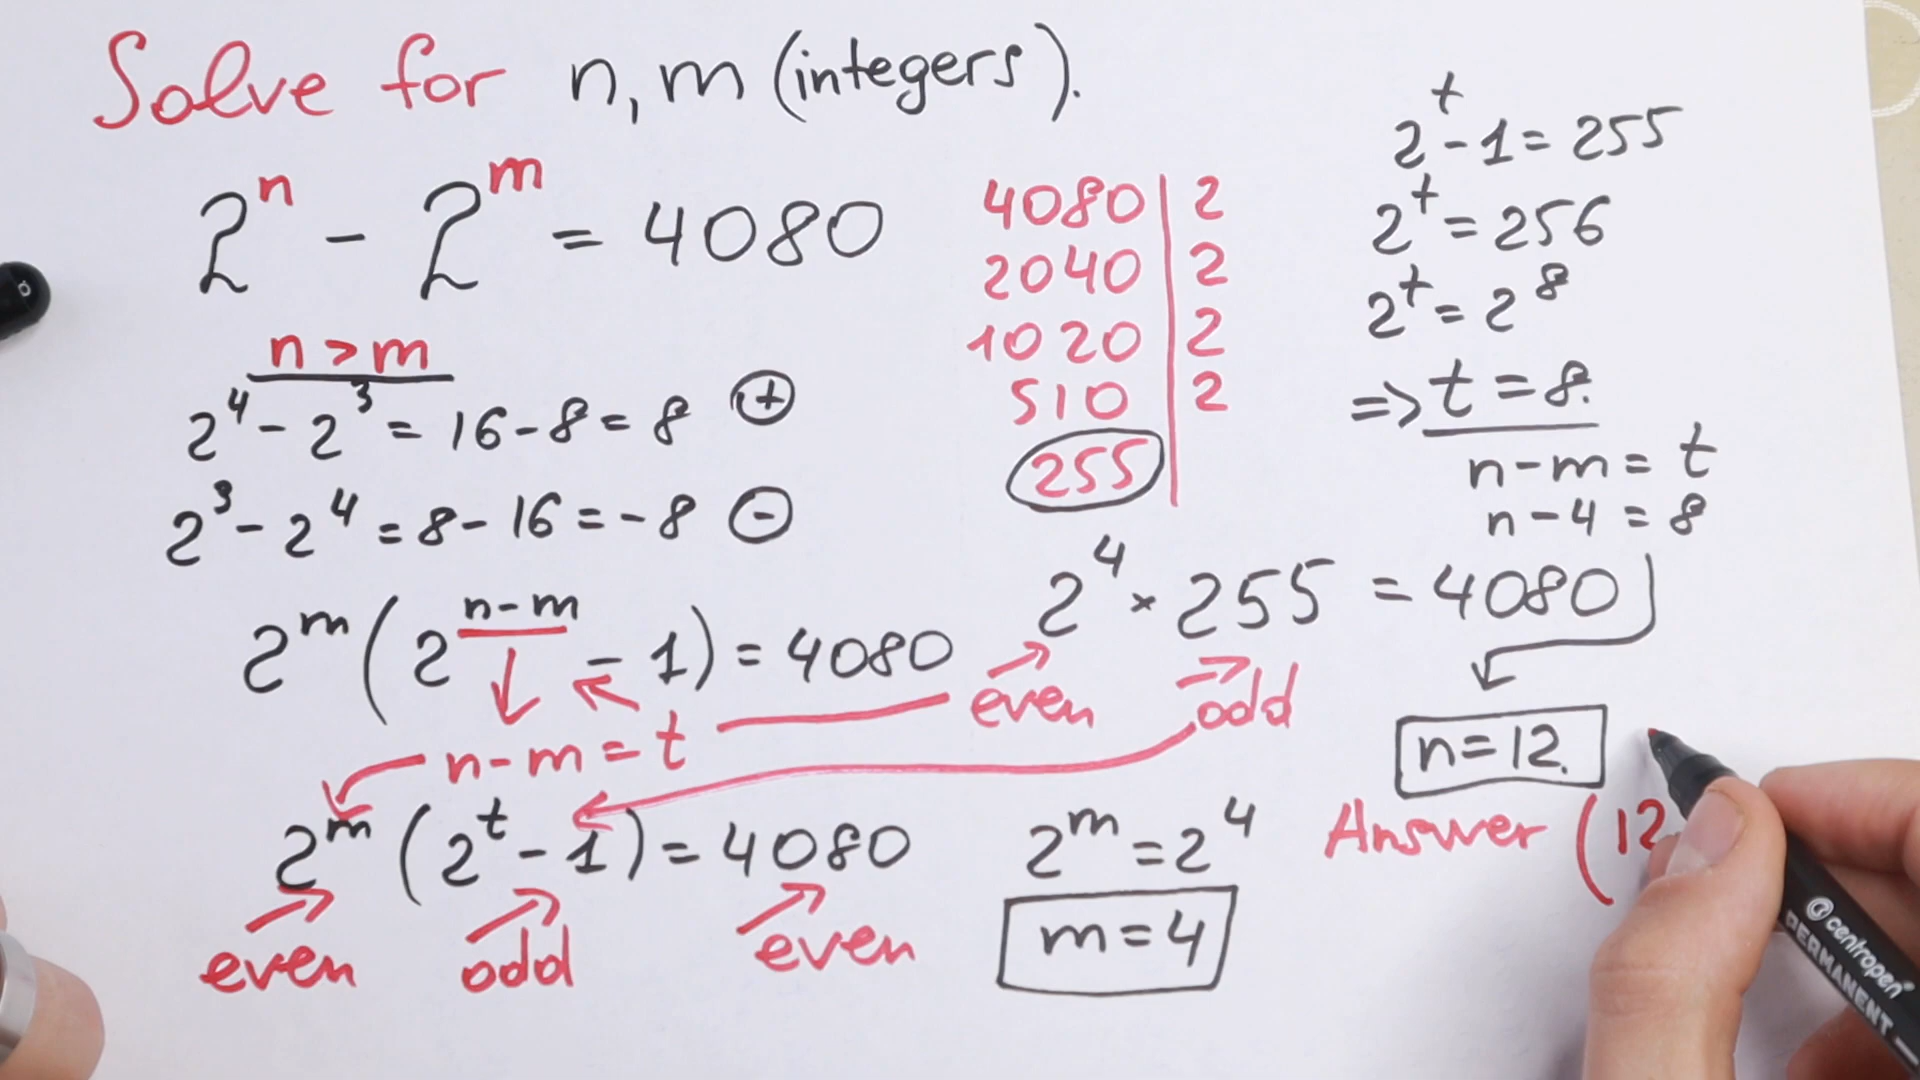 Solve for n, m (integers).
2^n - 2^m = 4080
n > m
2^4 - 2^3 = 16 - 8 = 8 ⊕
2^3 - 2^4 = 8 - 16 = -8 ⊖
2^m (2^(n-m) - 1) = 4080
n - m = t
2^m (2^t - 1) = 4080
even odd even
4080 | 2
2040 | 2
1020 | 2
510 | 2
255
2^4 × 255 = 4080
even odd
2^m = 2^4
m = 4
2^t - 1 = 255
2^t = 256
2^t = 2^8
=> t = 8.
n - m = t
n - 4 = 8
n = 12.
Answer (12
centropen
PERMANENT